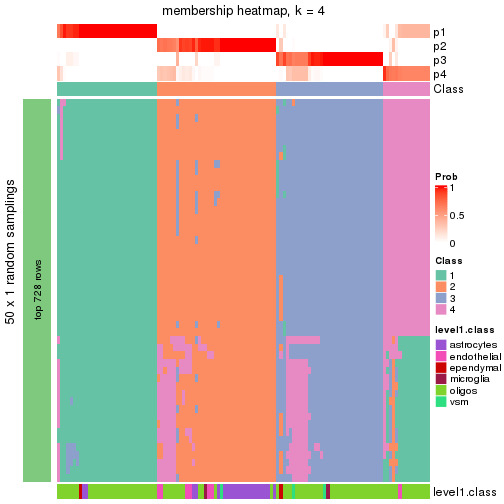 membership heatmap, k = 4
p1
p2
p3
p4
Class
50 x 1 random samplings
top 728 rows
Prob
1
0.5
0
Class
1
2
3
4
level1.class
astrocytes
endothelial
ependymal
microglia
oligos
vsm
level1.class